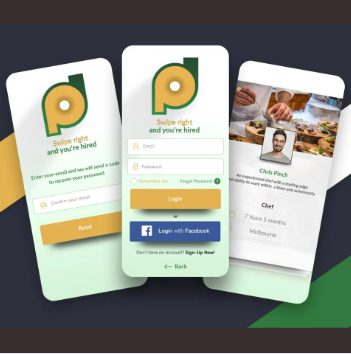 Swipe right
and you're hired
Enter your email and we will send a code
to recover your password
Confirm your email
Reset
Swipe right
and you're hired
Email
Password
Remember me
Forgot Password
Login
or
Login with Facebook
Don't have an account? Sign Up Now!
Back
Chris Pinch
An experienced chef with a
ability to work within a team and autonomously
Chef
7 Years 3 months
Melbourne